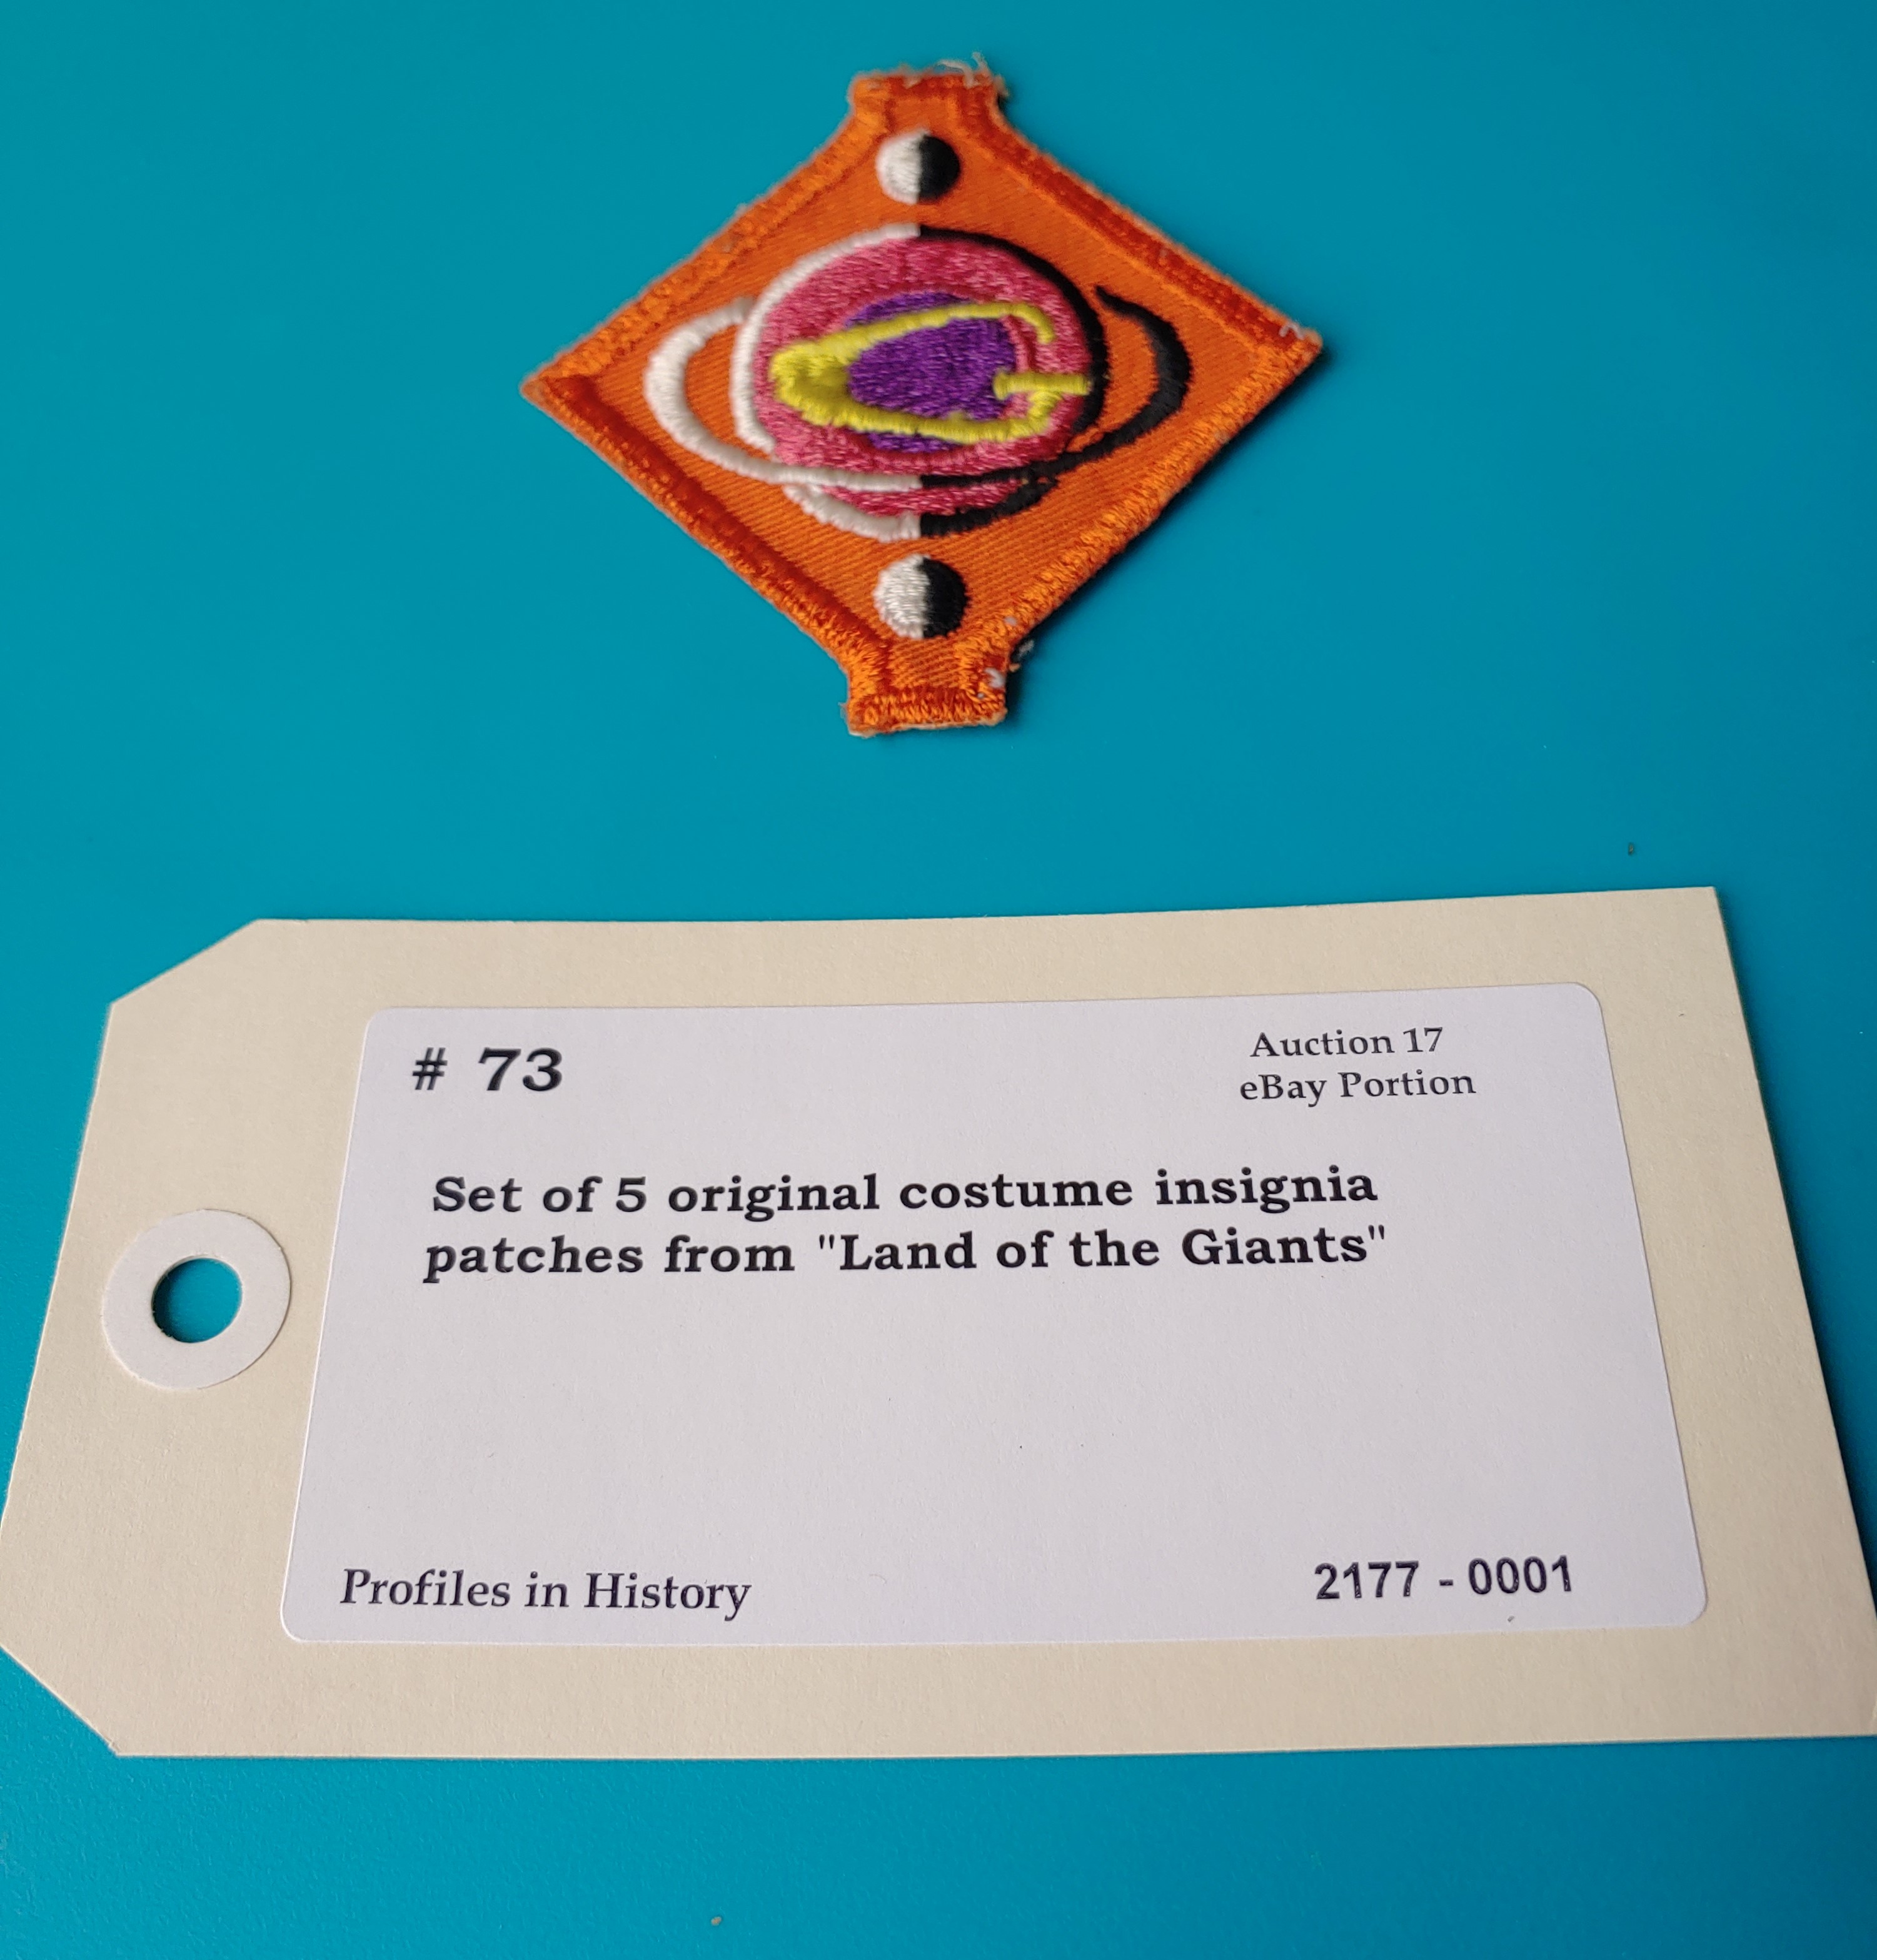 # 73
Auction 17
eBay Portion
Set of 5 original costume insignia
patches from "Land of the Giants"
Profiles in History
2177 - 0001